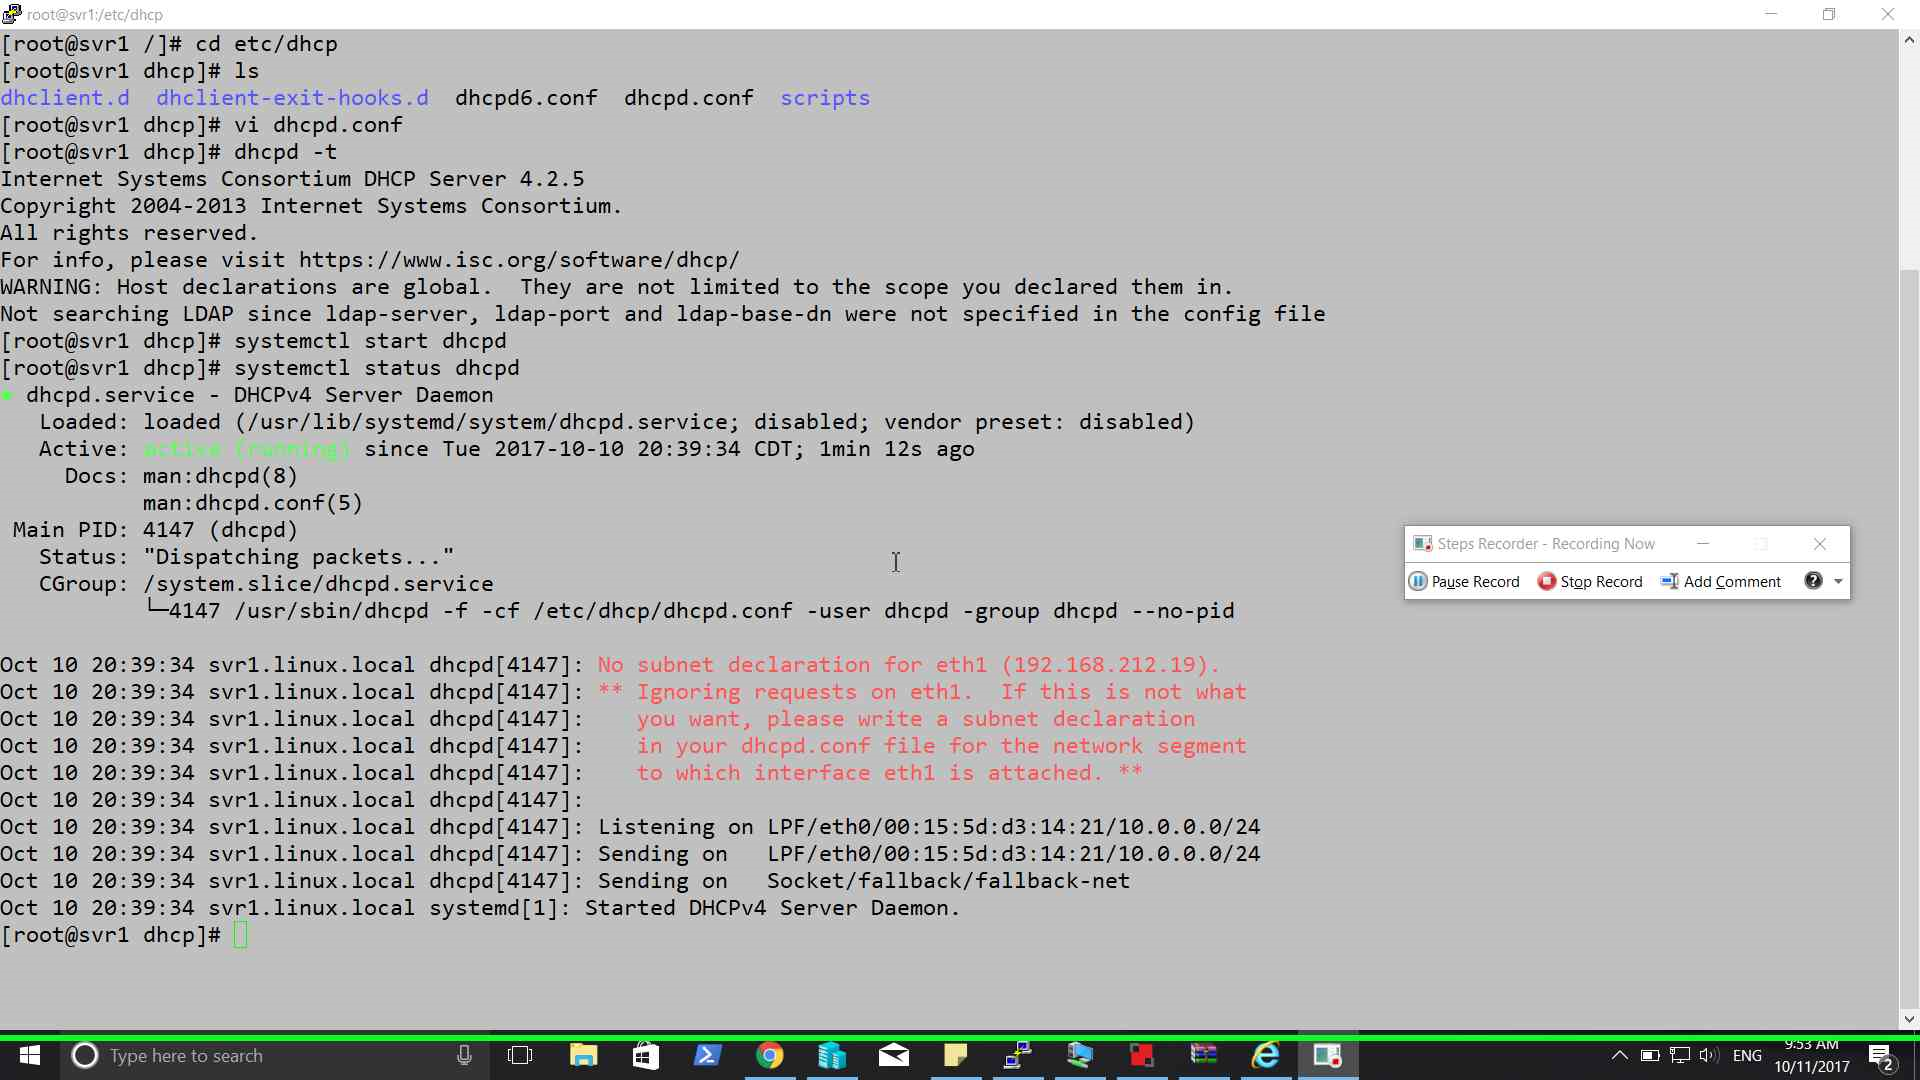 root@svr1:/etc/dhcp
[root@svr1 /]# cd etc/dhcp
[root@svr1 dhcp]# ls
dhclient.d  dhclient-exit-hooks.d  dhcpd6.conf  dhcpd.conf  scripts
[root@svr1 dhcp]# vi dhcpd.conf
[root@svr1 dhcp]# dhcpd -t
Internet Systems Consortium DHCP Server 4.2.5
Copyright 2004-2013 Internet Systems Consortium.
All rights reserved.
For info, please visit https://www.isc.org/software/dhcp/
WARNING: Host declarations are global.  They are not limited to the scope you declared them in.
Not searching LDAP since ldap-server, ldap-port and ldap-base-dn were not specified in the config file
[root@svr1 dhcp]# systemctl start dhcpd
[root@svr1 dhcp]# systemctl status dhcpd
● dhcpd.service - DHCPv4 Server Daemon
   Loaded: loaded (/usr/lib/systemd/system/dhcpd.service; disabled; vendor preset: disabled)
   Active: active (running) since Tue 2017-10-10 20:39:34 CDT; 1min 12s ago
     Docs: man:dhcpd(8)
           man:dhcpd.conf(5)
 Main PID: 4147 (dhcpd)
   Status: "Dispatching packets..."
   CGroup: /system.slice/dhcpd.service
           └─4147 /usr/sbin/dhcpd -f -cf /etc/dhcp/dhcpd.conf -user dhcpd -group dhcpd --no-pid
Steps Recorder - Recording Now
Pause Record  Stop Record  Add Comment
Oct 10 20:39:34 svr1.linux.local dhcpd[4147]: No subnet declaration for eth1 (192.168.212.19).
Oct 10 20:39:34 svr1.linux.local dhcpd[4147]: ** Ignoring requests on eth1.  If this is not what
Oct 10 20:39:34 svr1.linux.local dhcpd[4147]:    you want, please write a subnet declaration
Oct 10 20:39:34 svr1.linux.local dhcpd[4147]:    in your dhcpd.conf file for the network segment
Oct 10 20:39:34 svr1.linux.local dhcpd[4147]:    to which interface eth1 is attached. **
Oct 10 20:39:34 svr1.linux.local dhcpd[4147]:
Oct 10 20:39:34 svr1.linux.local dhcpd[4147]: Listening on LPF/eth0/00:15:5d:d3:14:21/10.0.0.0/24
Oct 10 20:39:34 svr1.linux.local dhcpd[4147]: Sending on   LPF/eth0/00:15:5d:d3:14:21/10.0.0.0/24
Oct 10 20:39:34 svr1.linux.local dhcpd[4147]: Sending on   Socket/fallback/fallback-net
Oct 10 20:39:34 svr1.linux.local systemd[1]: Started DHCPv4 Server Daemon.
[root@svr1 dhcp]#
Type here to search
ENG
9:53 AM
10/11/2017
2